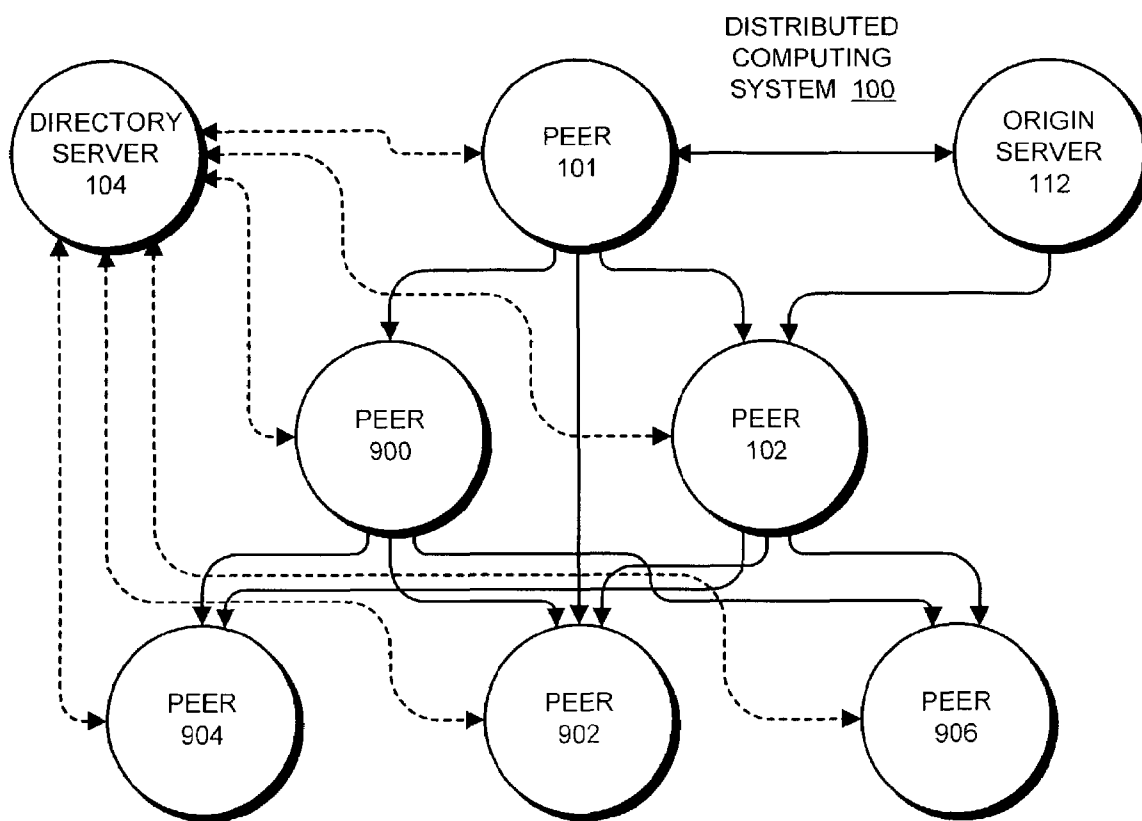 DISTRIBUTED
COMPUTING
SYSTEM 100
DIRECTORY
SERVER
104
PEER
101
ORIGIN
SERVER
112
PEER
900
PEER
102
PEER
904
PEER
902
PEER
906